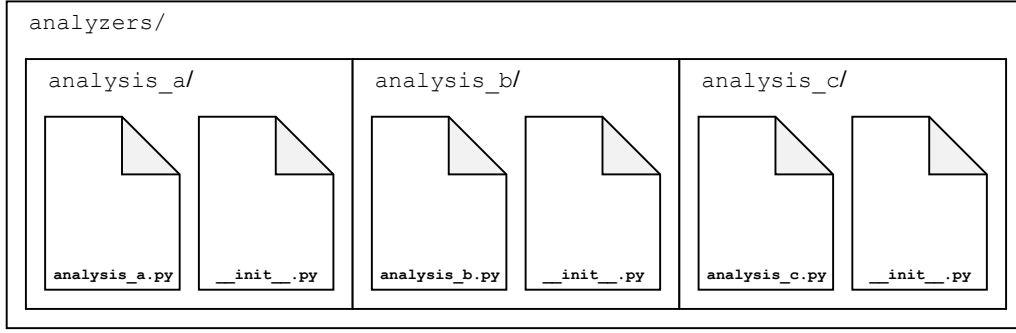 analyzers/
analysis_a/
analysis_b/
analysis_c/
analysis_a.py
__init__.py
analysis_b.py
__init__.py
analysis_c.py
__init__.py